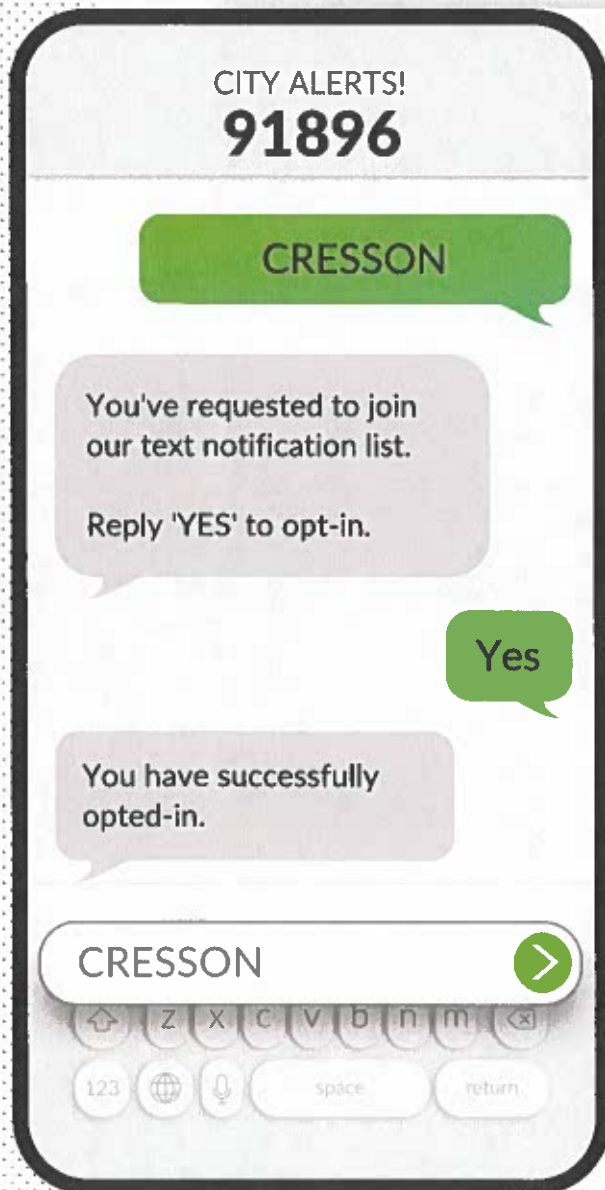 CITY ALERTS!
91896
CRESSON
You've requested to join
our text notification list.
Reply 'YES' to opt-in.
Yes
You have successfully
opted-in.
CRESSON
z x c v b n m
123 space return